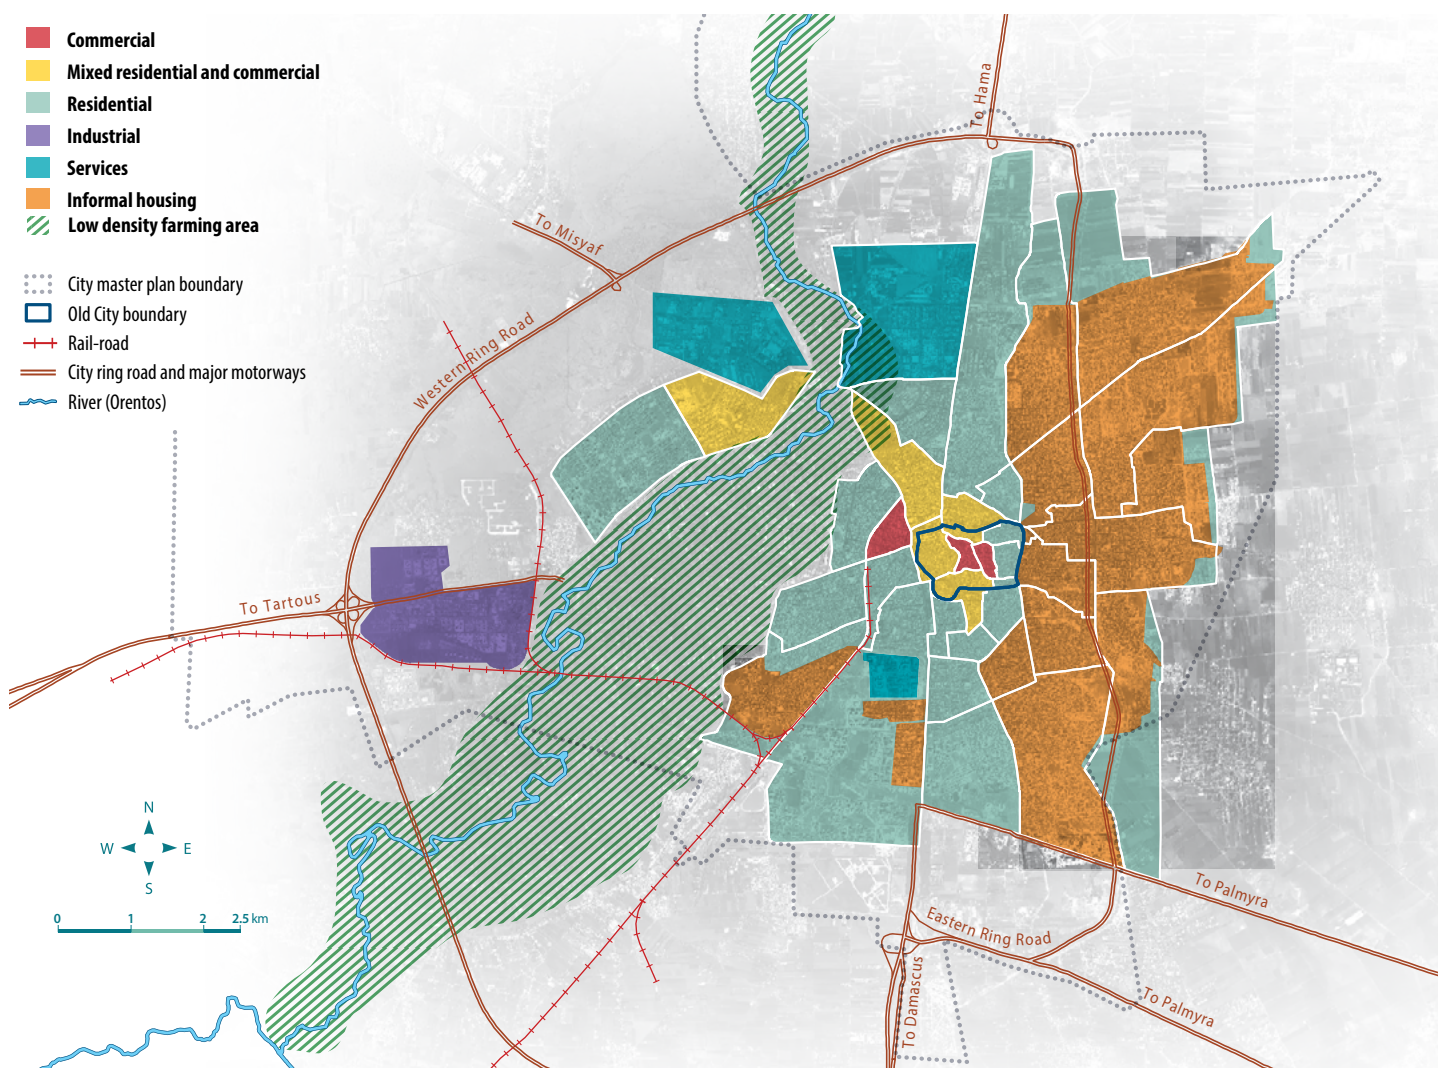 Commercial
Mixed residential and commercial
Residential
Industrial
Services
Informal housing
Low density farming area
City master plan boundary
Old City boundary
Rail-road
City ring road and major motorways
River (Orentos)
To Hama
To Misyaf
Western Ring Road
To Tartous
N
W E
S
0 1 2 2.5 km
To Palmyra
Eastern Ring Road
To Damascus
To Palmyra